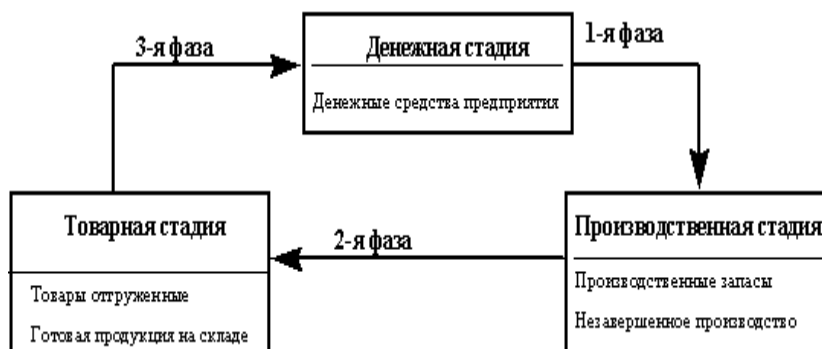 3-я фаза
Денежная стадия
1-я фаза
Денежные средства предприятия
Товарная стадия
2-я фаза
Производственная стадия
Товары отгруженные
Готовая продукция на складе
Производственные запасы
Незавершенное производство